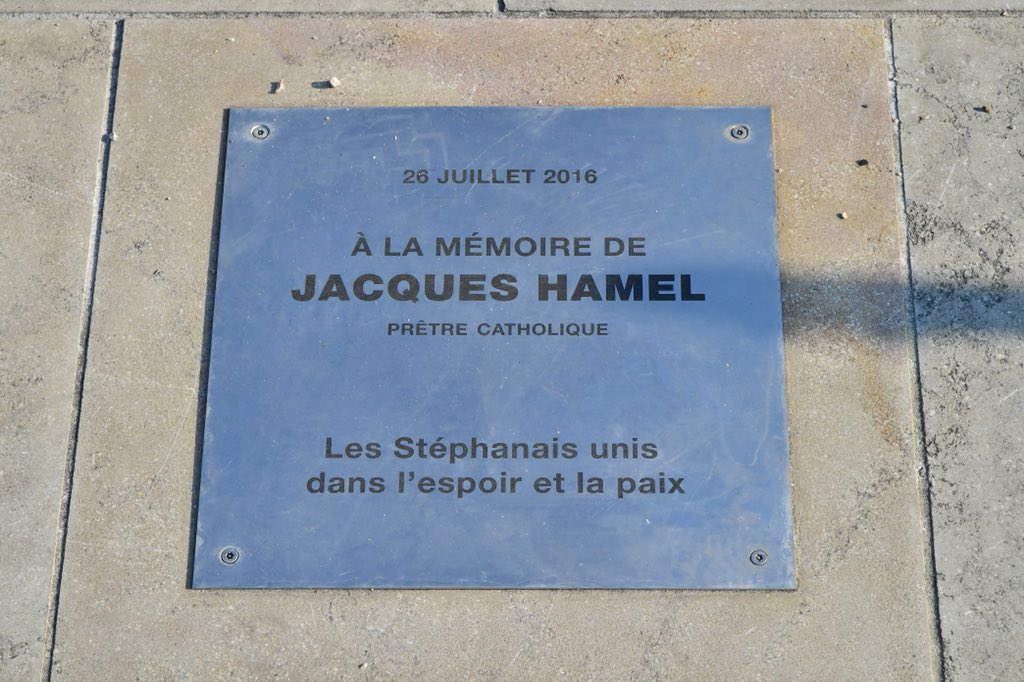 26 JUILLET 2016
À LA MÉMOIRE DE
JACQUES HAMEL
PRÊTRE CATHOLIQUE
Les Stéphanais unis
dans l’espoir et la paix